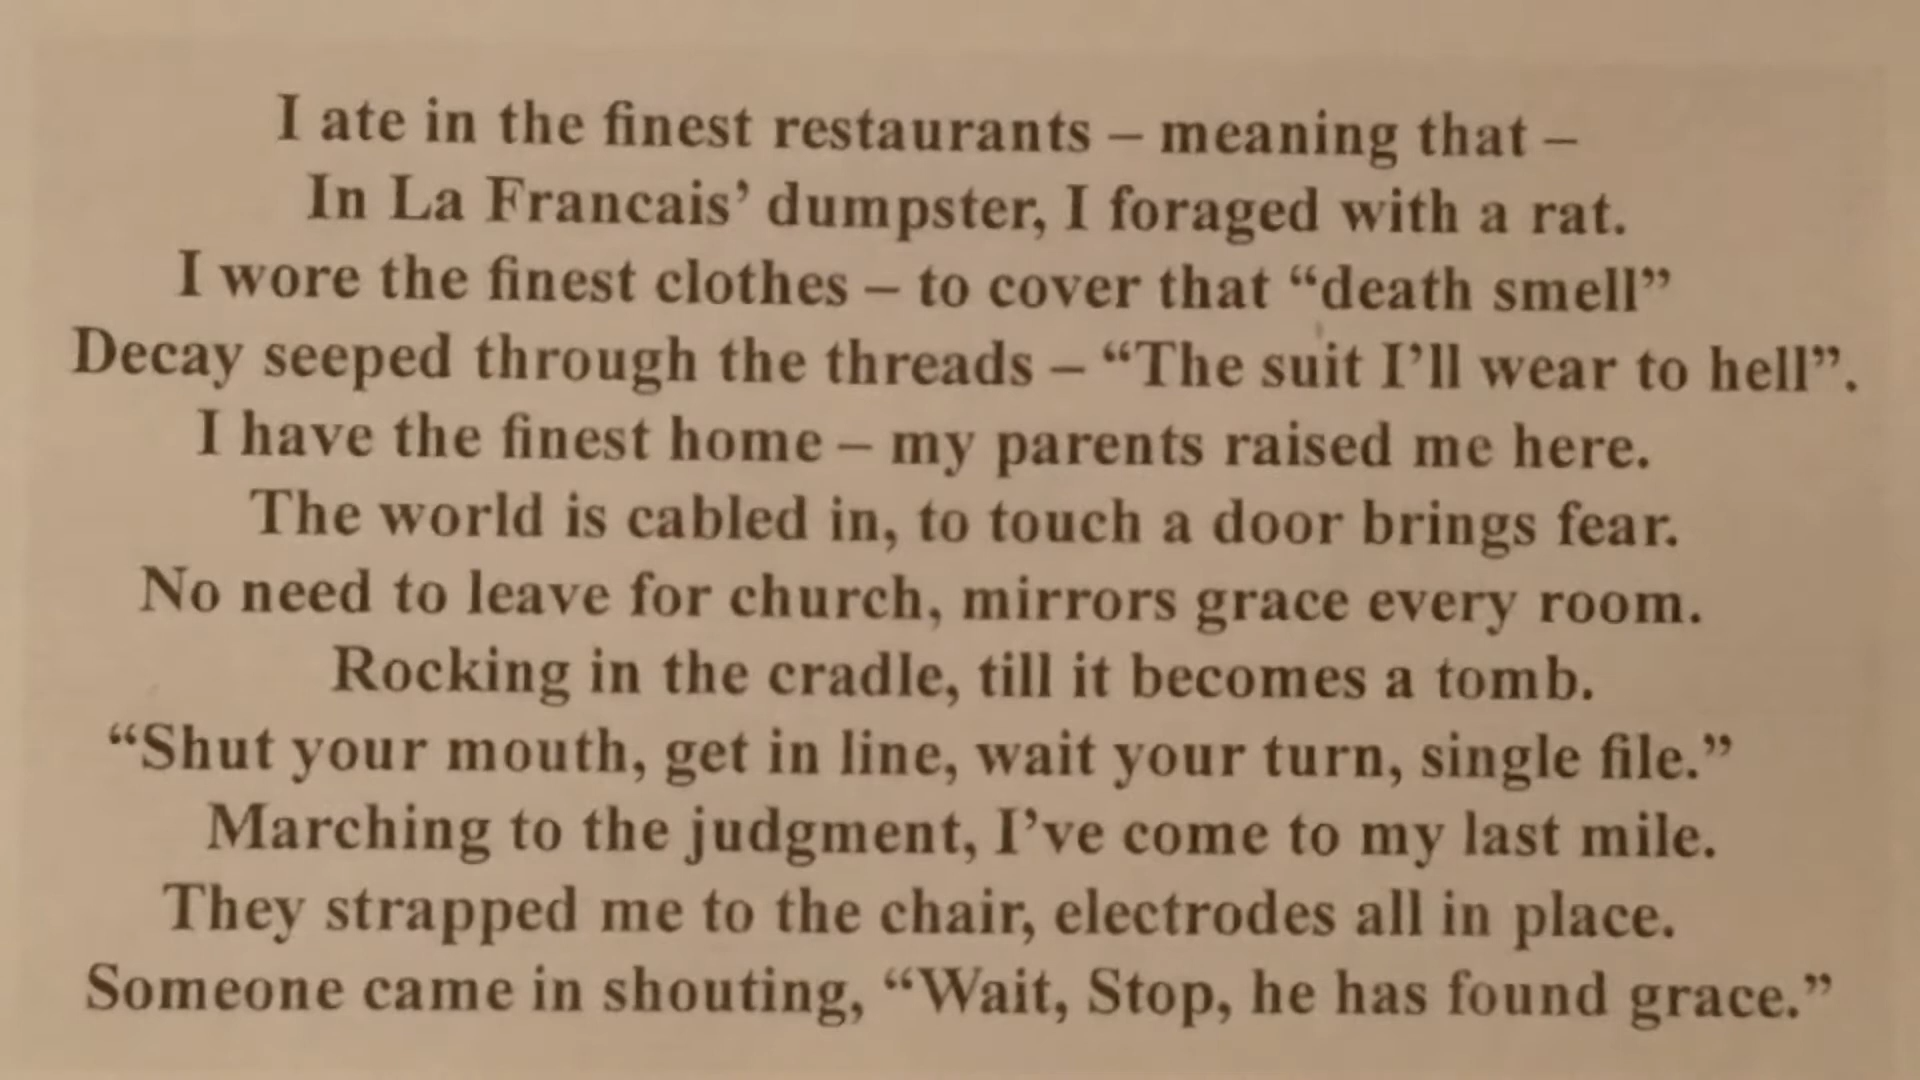 I ate in the finest restaurants – meaning that –
In La Francais’ dumpster, I foraged with a rat.
I wore the finest clothes – to cover that “death smell”
Decay seeped through the threads – “The suit I’ll wear to hell”.
I have the finest home – my parents raised me here.
The world is cabled in, to touch a door brings fear.
No need to leave for church, mirrors grace every room.
Rocking in the cradle, till it becomes a tomb.
“Shut your mouth, get in line, wait your turn, single file.”
Marching to the judgment, I’ve come to my last mile.
They strapped me to the chair, electrodes all in place.
Someone came in shouting, “Wait, Stop, he has found grace.”